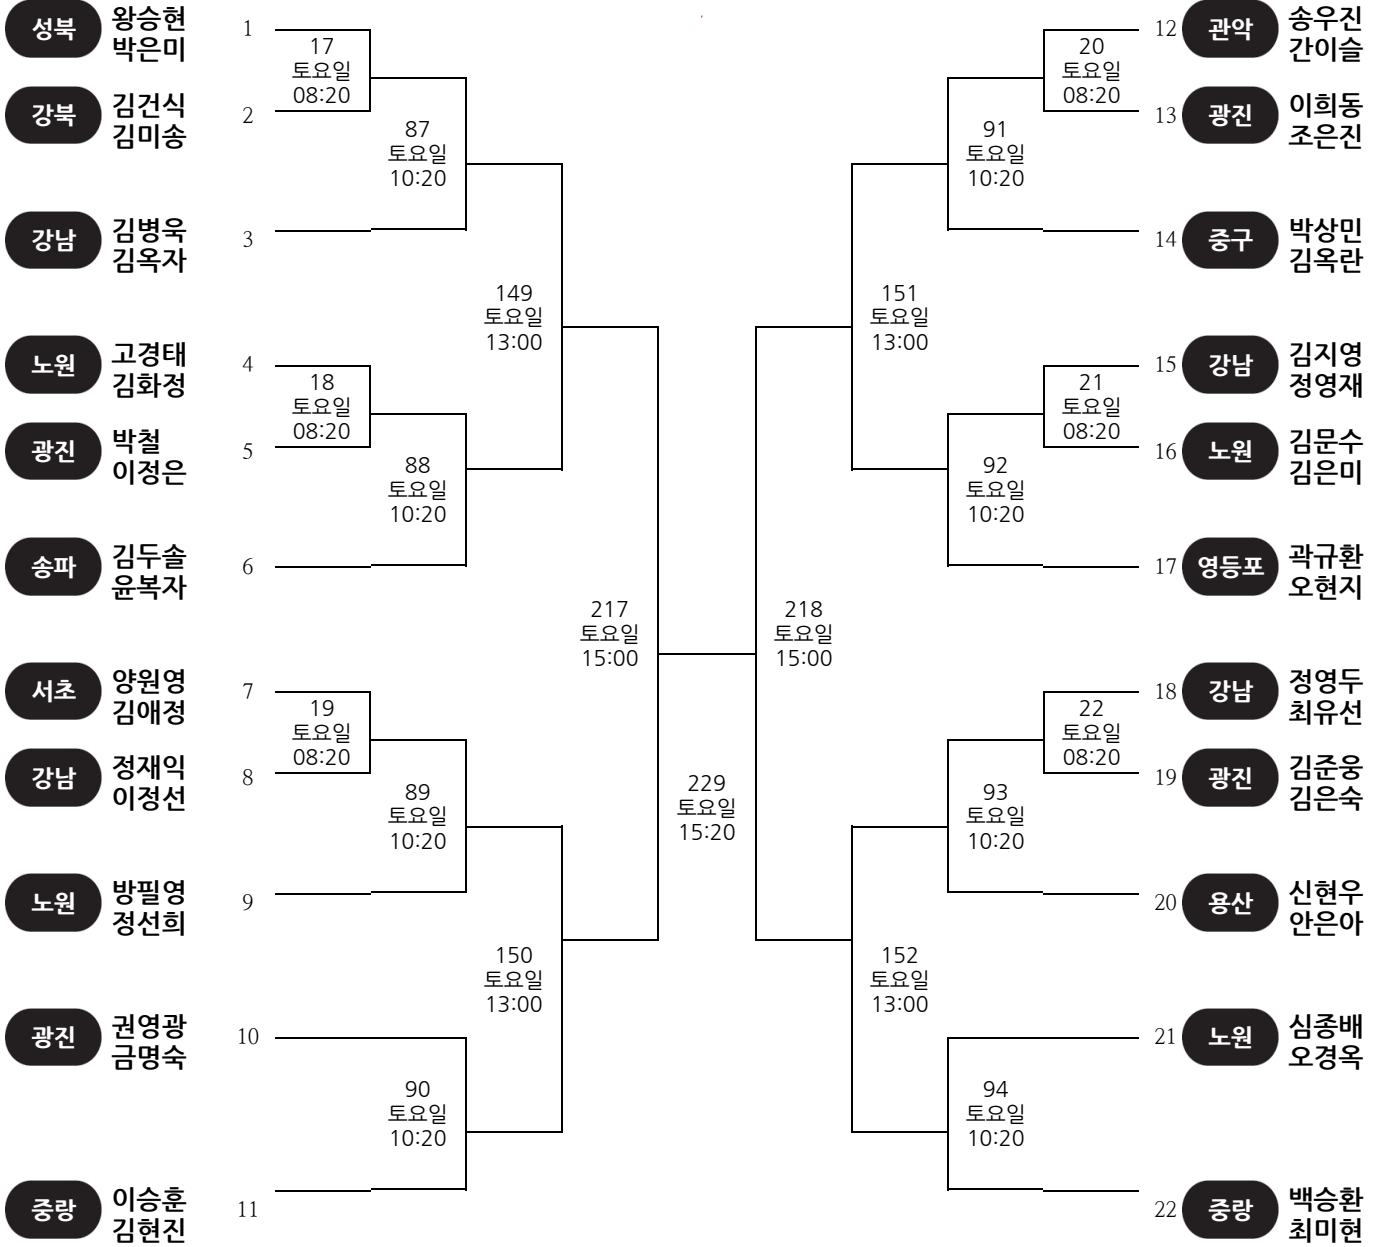 성북
왕승현
박은미
1
17
토요일
08:20
강북
김건식
김미송
2
87
토요일
10:20
강남
김병욱
김옥자
3
149
토요일
13:00
노원
고경태
김화정
4
18
토요일
08:20
광진
박철
이정은
5
88
토요일
10:20
송파
김두솔
윤복자
6
217
토요일
15:00
서초
양원영
김애정
7
19
토요일
08:20
강남
정재익
이정선
8
89
토요일
10:20
노원
방필영
정선희
9
150
토요일
13:00
광진
권영광
금명숙
10
90
토요일
10:20
중랑
이승훈
김현진
11
229
토요일
15:20
12
관악
송우진
간이슬
20
토요일
08:20
13
광진
이희동
조은진
91
토요일
10:20
14
중구
박상민
김옥란
151
토요일
13:00
15
강남
김지영
정영재
21
토요일
08:20
16
노원
김문수
김은미
92
토요일
10:20
17
영등포
곽규환
오현지
218
토요일
15:00
18
강남
정영두
최유선
22
토요일
08:20
19
광진
김준웅
김은숙
93
토요일
10:20
20
용산
신현우
안은아
152
토요일
13:00
21
노원
심종배
오경옥
94
토요일
10:20
22
중랑
백승환
최미현